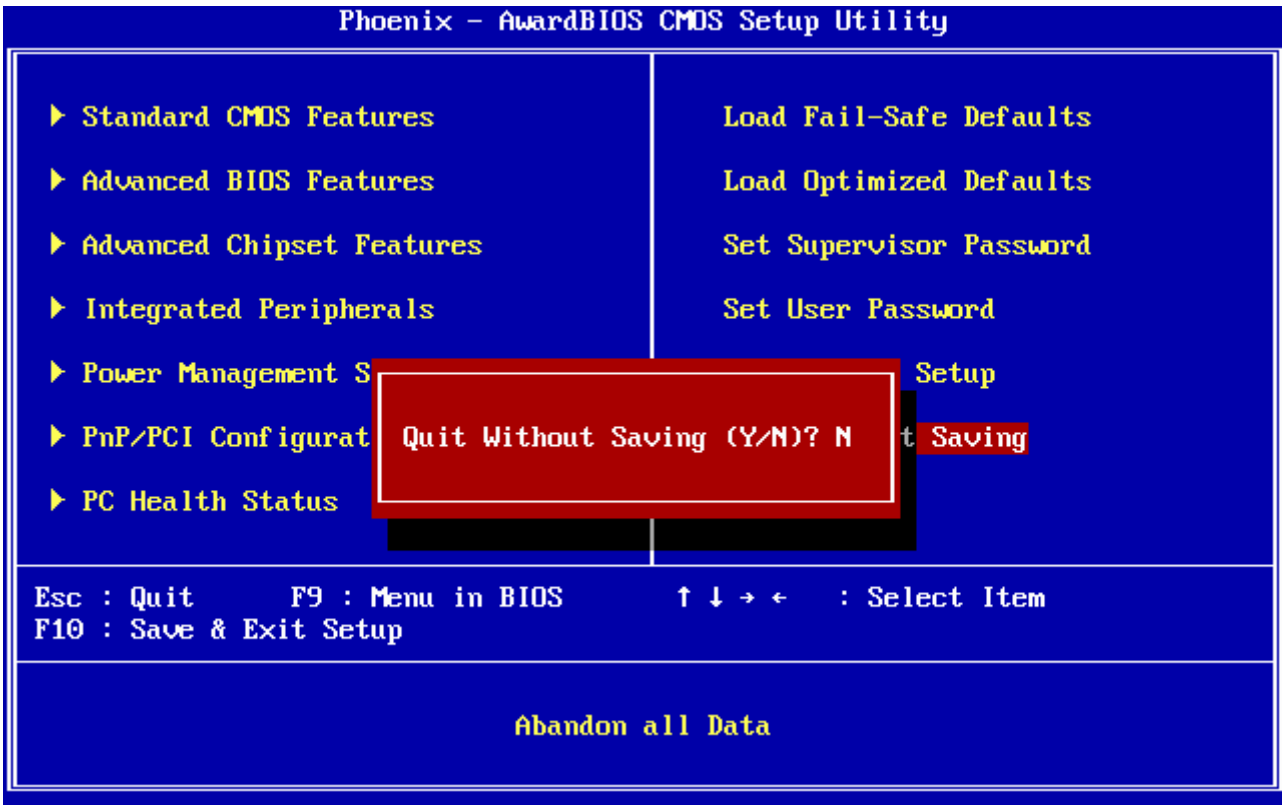 Phoenix - AwardBIOS CMOS Setup Utility
▶ Standard CMOS Features
▶ Advanced BIOS Features
▶ Advanced Chipset Features
▶ Integrated Peripherals
▶ Power Management S
▶ PnP/PCI Configurat
▶ PC Health Status
Load Fail-Safe Defaults
Load Optimized Defaults
Set Supervisor Password
Set User Password
Setup
t Saving
Quit Without Saving (Y/N)? N
Esc : Quit F9 : Menu in BIOS ↑ ↓ → ← : Select Item
F10 : Save & Exit Setup
Abandon all Data